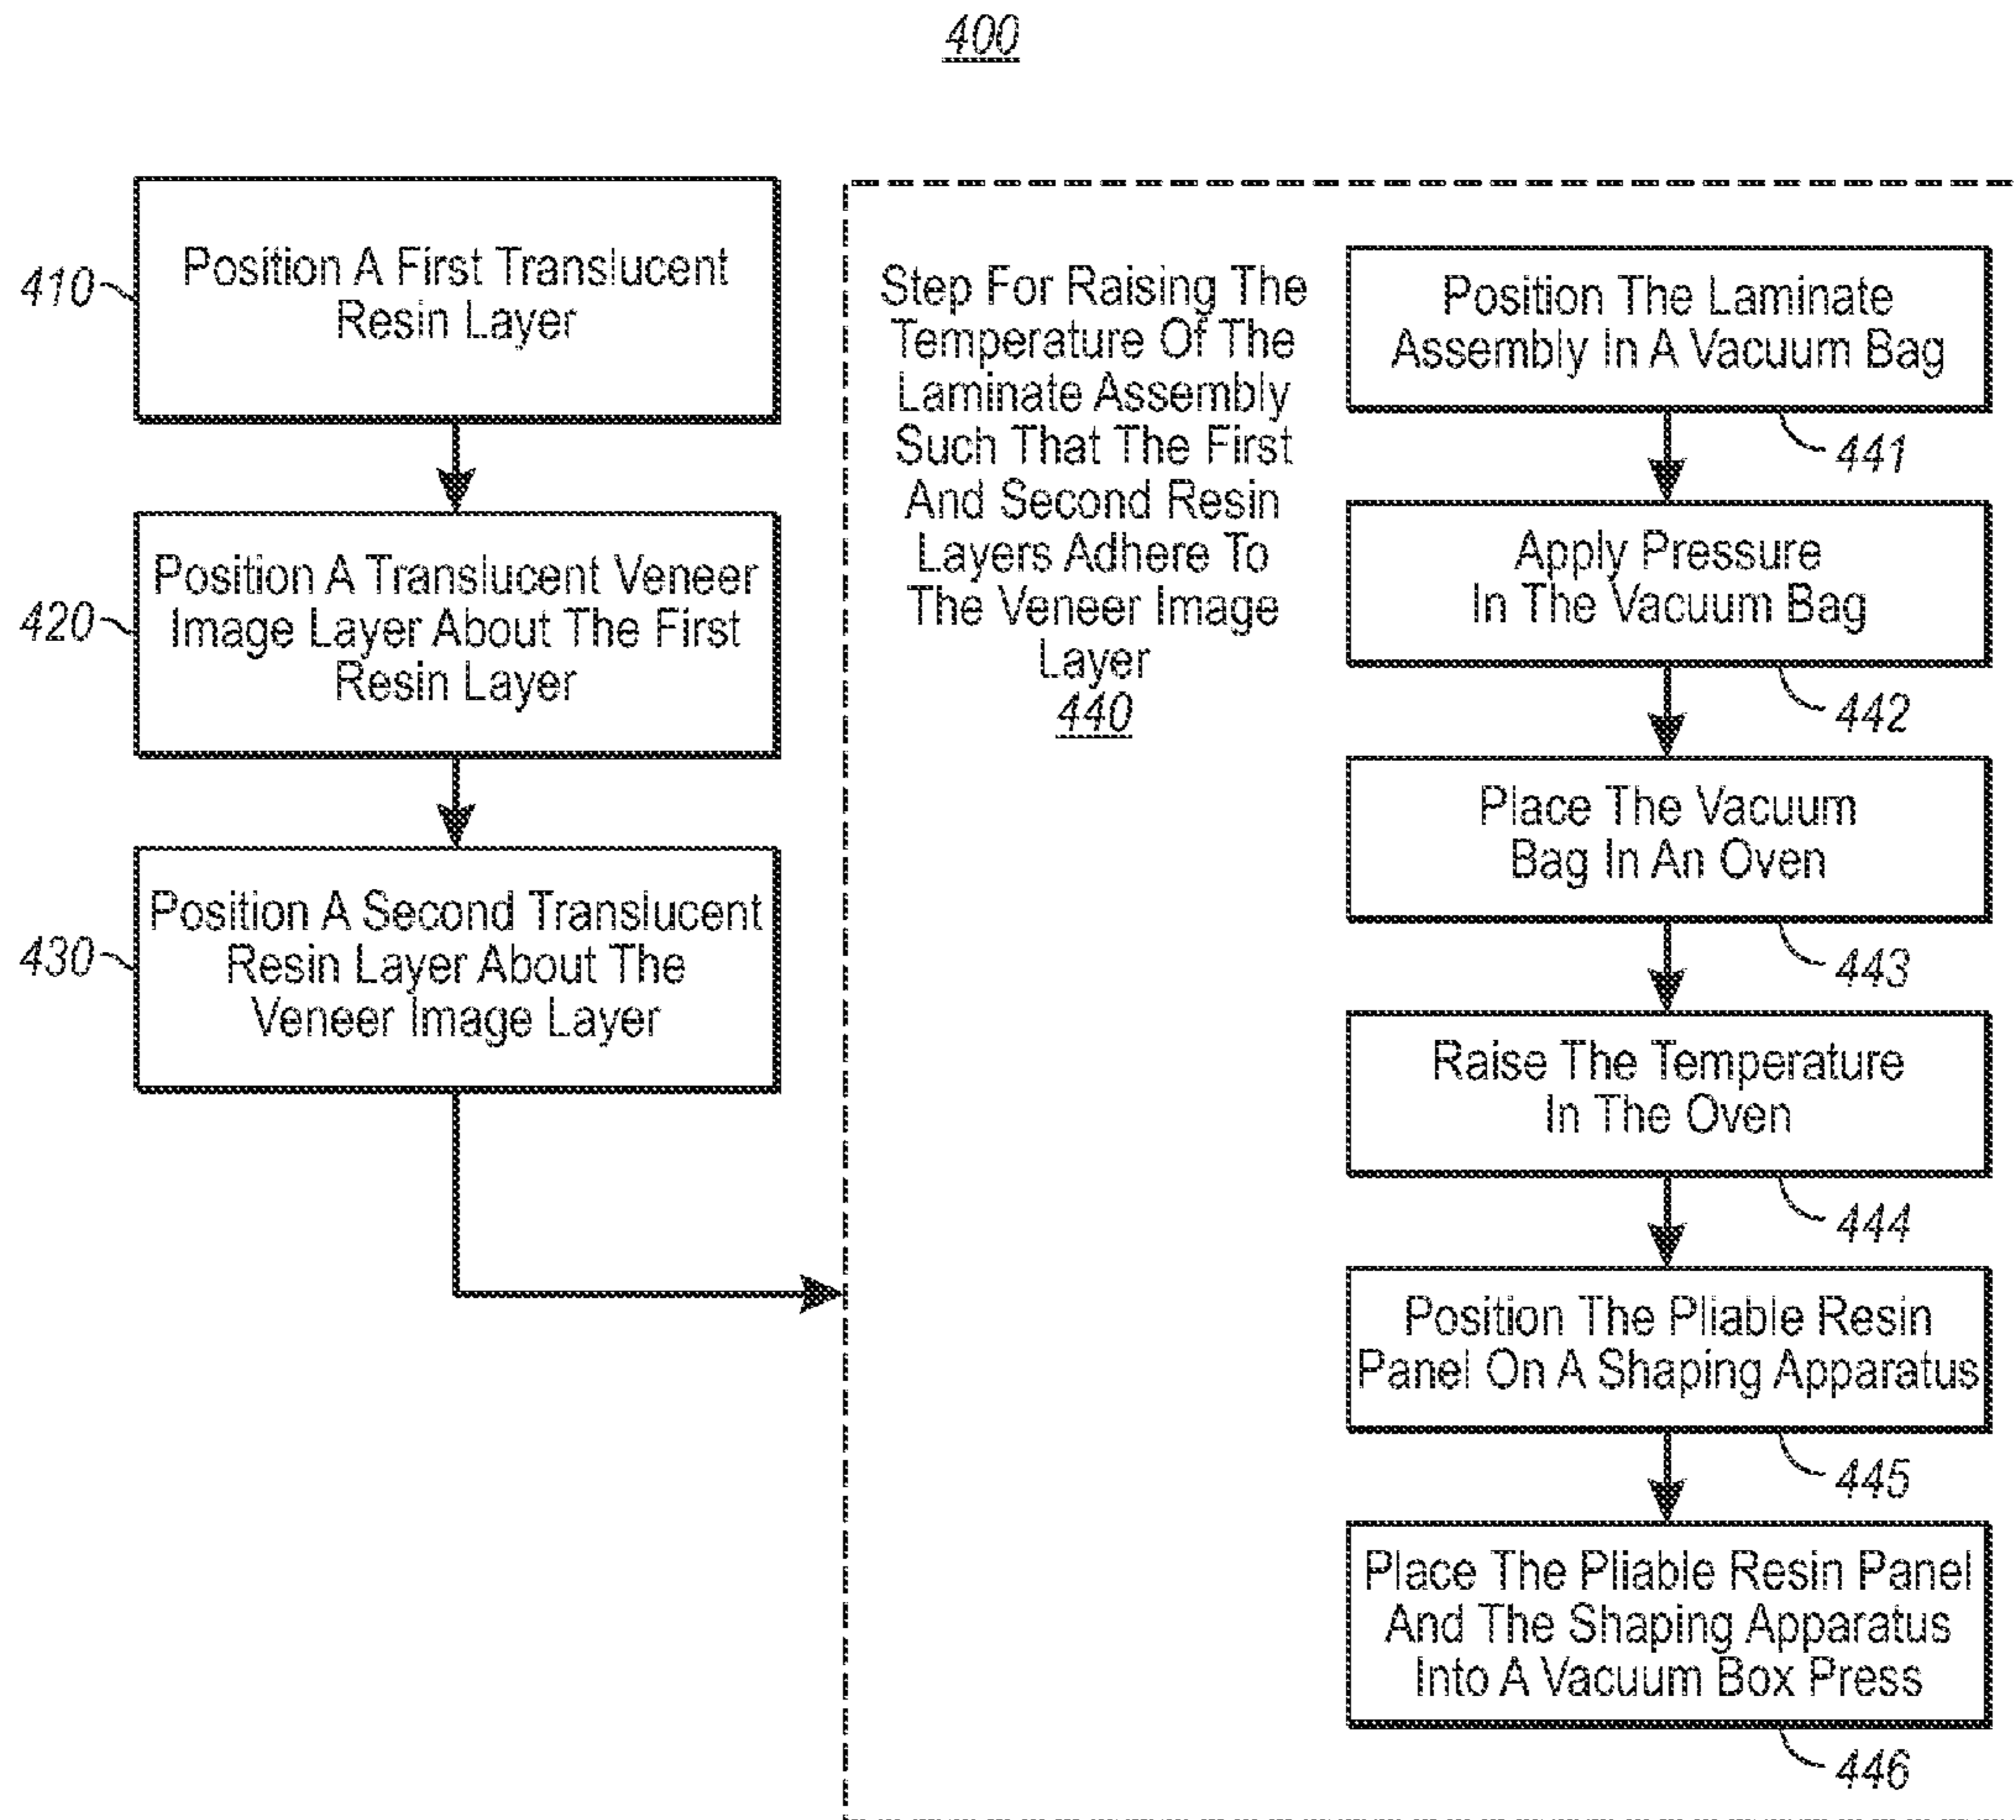 400
410
Position A First Translucent
Resin Layer
420
Position A Translucent Veneer
Image Layer About The First
Resin Layer
430
Position A Second Translucent
Resin Layer About The
Veneer Image Layer
Step For Raising The
Temperature Of The
Laminate Assembly
Such That The First
And Second Resin
Layers Adhere To
The Veneer Image
Layer
440
Position The Laminate
Assembly In A Vacuum Bag
441
Apply Pressure
In The Vacuum Bag
442
Place The Vacuum
Bag In An Oven
443
Raise The Temperature
In The Oven
444
Position The Pliable Resin
Panel On A Shaping Apparatus
445
Place The Pliable Resin Panel
And The Shaping Apparatus
Into A Vacuum Box Press
446